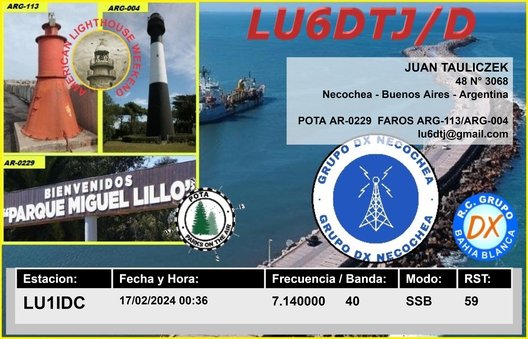 ARG-113
ARG-004
AMERICAN LIGHTHOUSE WEEKEND
LU6DTJ/D
JUAN TAULICZEK
48 N° 3068
Necochea - Buenos Aires - Argentina
POTA AR-0229 FAROS ARG-113/ARG-004
lu6dtj@gmail.com
AR-0229
BIENVENIDOS
"PARQUE MIGUEL LILLO"
POTA
PARKS ON THE AIR
· GRUPO DX NECOCHEA ·
GRUPO DX NECOCHEA
R.C. GRUPO
DX
BAHIA BLANCA
Estacion: Fecha y Hora: Frecuencia / Banda: Modo: RST:
LU1IDC 17/02/2024 00:36 7.140000 40 SSB 59